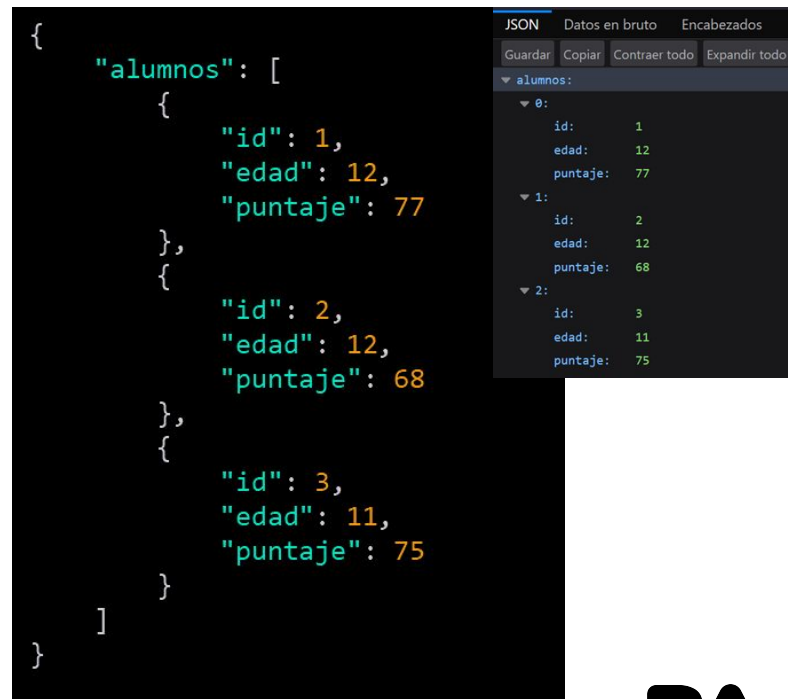 {
"alumnos": [
{
"id": 1,
"edad": 12,
"puntaje": 77
},
{
"id": 2,
"edad": 12,
"puntaje": 68
},
{
"id": 3,
"edad": 11,
"puntaje": 75
}
]
}
JSON Datos en bruto Encabezados
Guardar Copiar Contraer todo Expandir todo
alumnos:
0:
id: 1
edad: 12
puntaje: 77
1:
id: 2
edad: 12
puntaje: 68
2:
id: 3
edad: 11
puntaje: 75